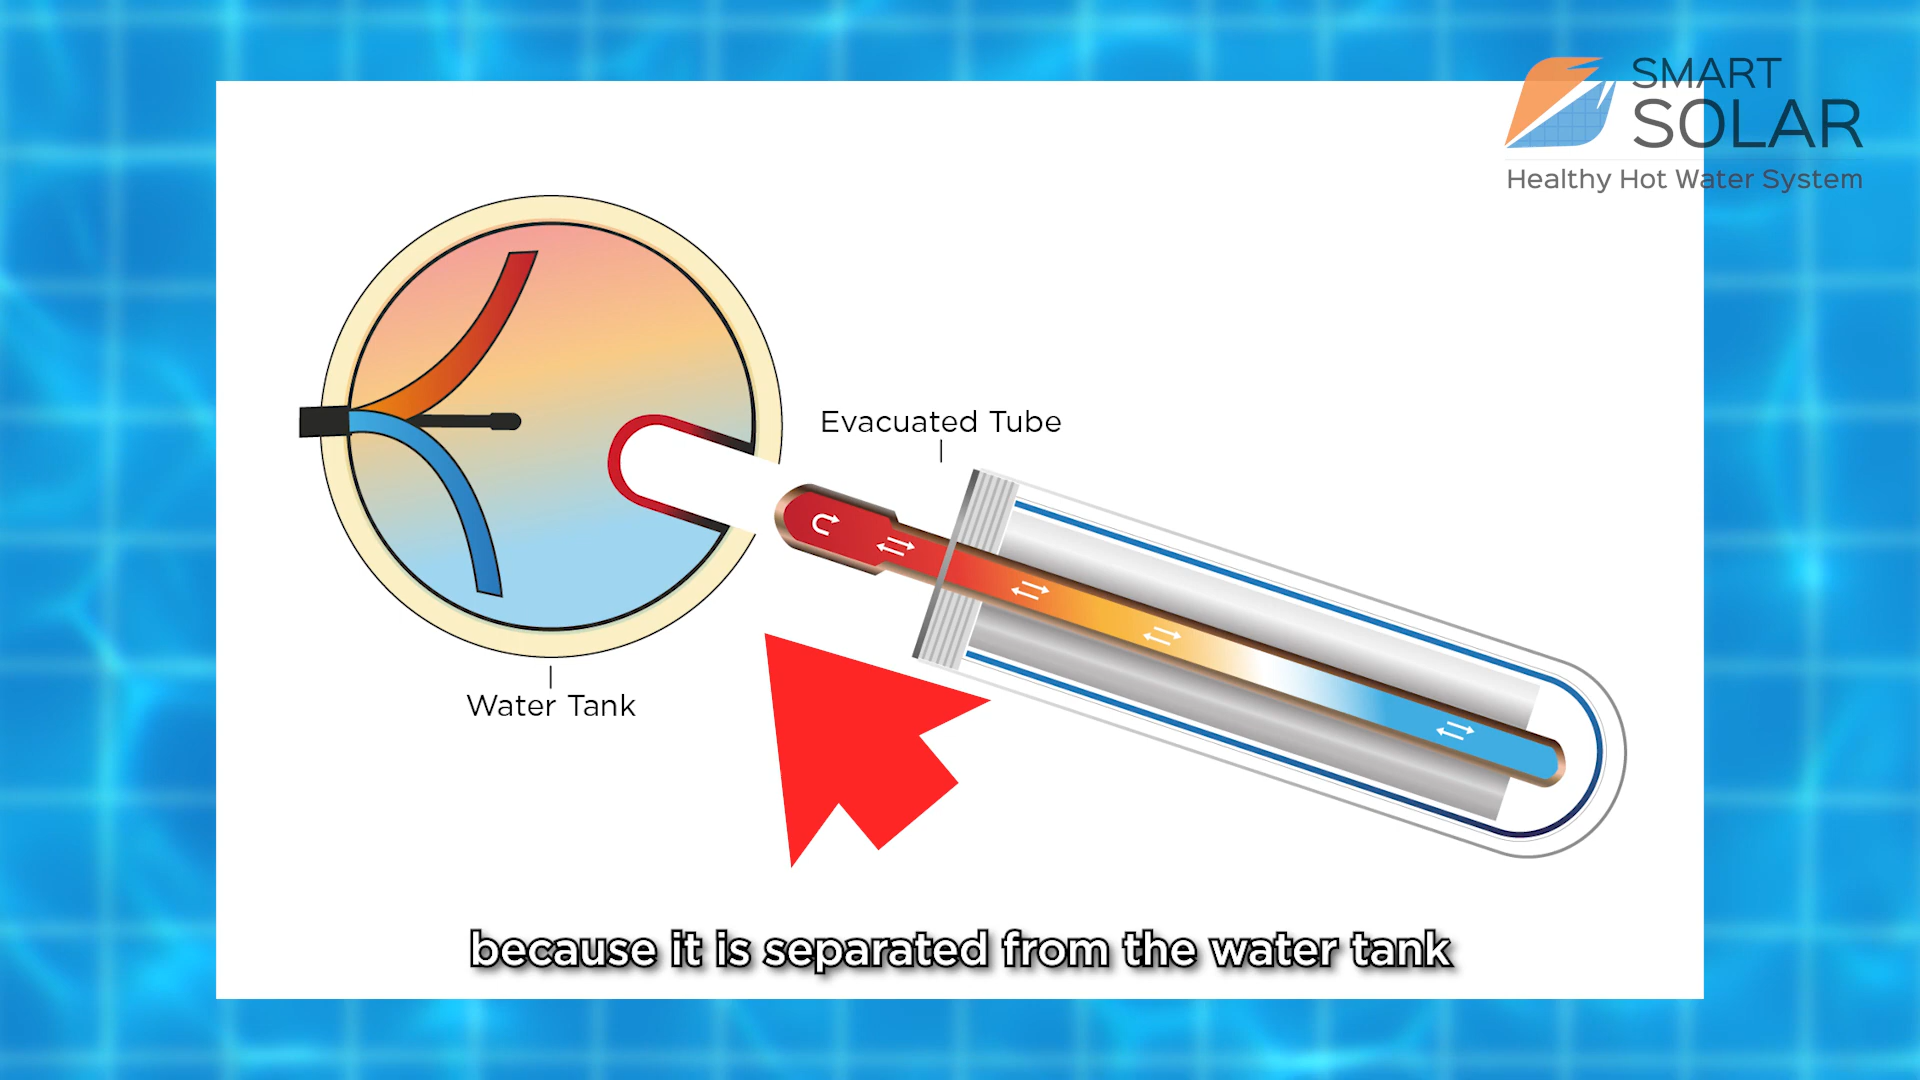 SMART
SOLAR
Healthy Hot Water System
Evacuated Tube
Water Tank
because it is separated from the water tank